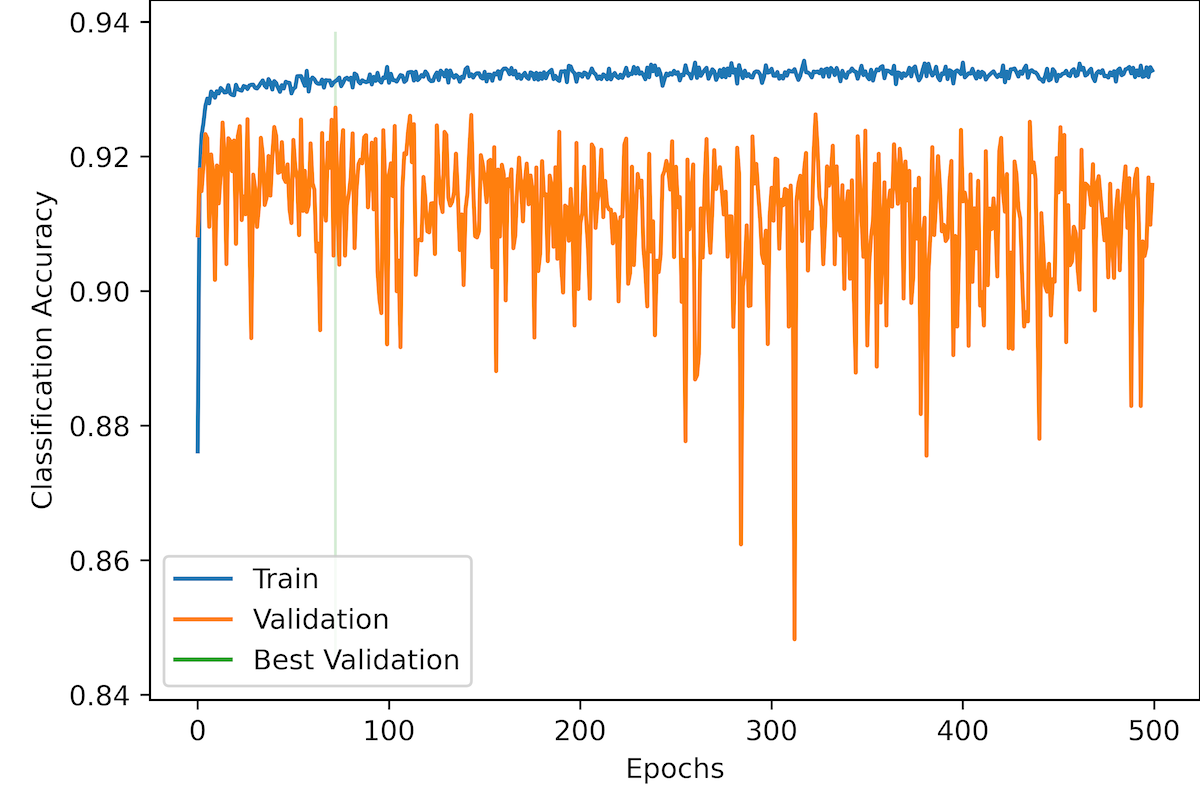 0.94
0.92
0.90
0.88
0.86
0.84
Classification Accuracy
Train
Validation
Best Validation
0 100 200 300 400 500
Epochs